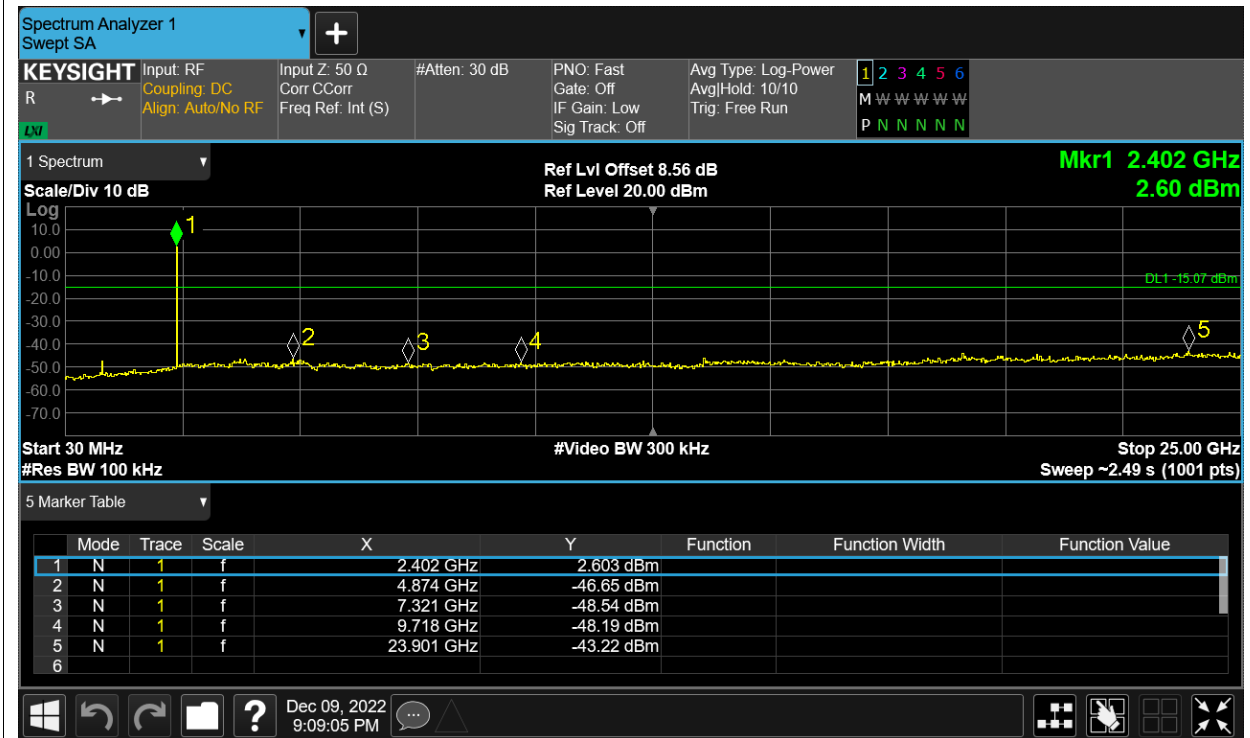 Spectrum Analyzer 1
Swept SA
KEYSIGHT
R
LXI
Input: RF
Coupling: DC
Align: Auto/No RF
Input Z: 50 Ω
Corr CCorr
Freq Ref: Int (S)
#Atten: 30 dB
PNO: Fast
Gate: Off
IF Gain: Low
Sig Track: Off
Avg Type: Log-Power
Avg|Hold: 10/10
Trig: Free Run
1 2 3 4 5 6
M W W W W W
P N N N N N
1 Spectrum
Scale/Div 10 dB
Ref Lvl Offset 8.56 dB
Ref Level 20.00 dBm
Mkr1 2.402 GHz
2.60 dBm
Log
10.0
0.00
-10.0
-20.0
-30.0
-40.0
-50.0
-60.0
-70.0
1
DL1 -15.07 dBm
2
3
4
5
Start 30 MHz
#Res BW 100 kHz
#Video BW 300 kHz
Stop 25.00 GHz
Sweep ~2.49 s (1001 pts)
5 Marker Table
Mode Trace Scale X Y Function Function Width Function Value
1 N 1 f 2.402 GHz 2.603 dBm
2 N 1 f 4.874 GHz -46.65 dBm
3 N 1 f 7.321 GHz -48.54 dBm
4 N 1 f 9.718 GHz -48.19 dBm
5 N 1 f 23.901 GHz -43.22 dBm
6
?
Dec 09, 2022
9:09:05 PM